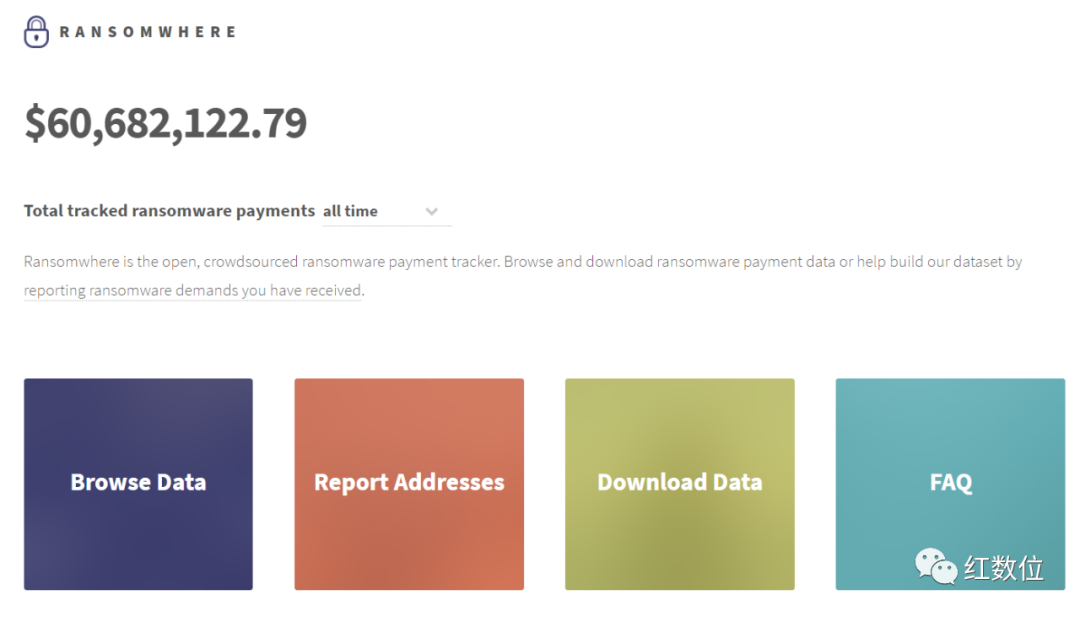 RANSOMWHERE
$60,682,122.79
Total tracked ransomware payments all time
Ransomwhere is the open, crowdsourced ransomware payment tracker. Browse and download ransomware payment data or help build our dataset by
reporting ransomware demands you have received.
Browse Data
Report Addresses
Download Data
FAQ
红数位